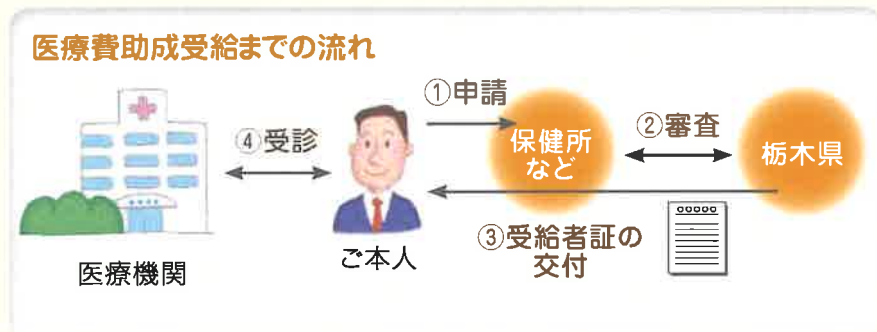 医療費助成受給までの流れ
①申請
②審査
④受診
保健所
など
栃木県
③受給者証の
交付
ご本人
医療機関